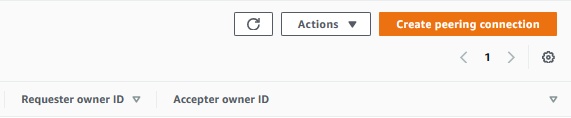 Actions Create peering connection
1
Requester owner ID Accepter owner ID